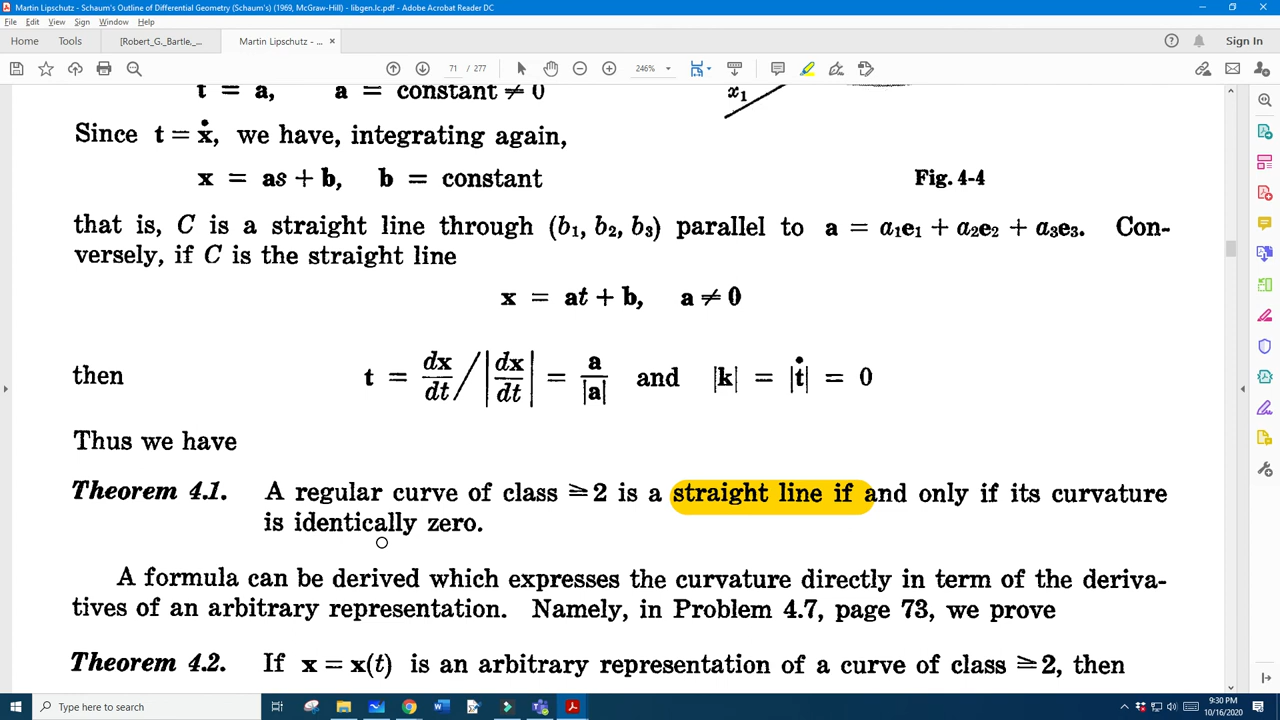 Martin Lipschutz - Schaum's Outline of Differential Geometry (Schaum's) (1969, McGraw-Hill) - libgen.lc.pdf - Adobe Acrobat Reader DC
File Edit View Sign Window Help
Home Tools [Robert_G._Bartle,_... Martin Lipschutz - ... × Sign In
71 / 277 246%
t = a, a = constant ≠ 0
x₁
Since t = ẋ, we have, integrating again,
x = as + b, b = constant
Fig. 4-4
that is, C is a straight line through (b₁, b₂, b₃) parallel to a = a₁e₁ + a₂e₂ + a₃e₃. Con-
versely, if C is the straight line
x = at + b, a ≠ 0
then t = dx/dt / |dx/dt| = a/|a| and |k| = |ṫ| = 0
Thus we have
Theorem 4.1. A regular curve of class ≥ 2 is a straight line if and only if its curvature
is identically zero.
A formula can be derived which expresses the curvature directly in term of the deriva-
tives of an arbitrary representation. Namely, in Problem 4.7, page 73, we prove
Theorem 4.2. If x = x(t) is an arbitrary representation of a curve of class ≥ 2, then
Type here to search
9:30 PM
10/16/2020